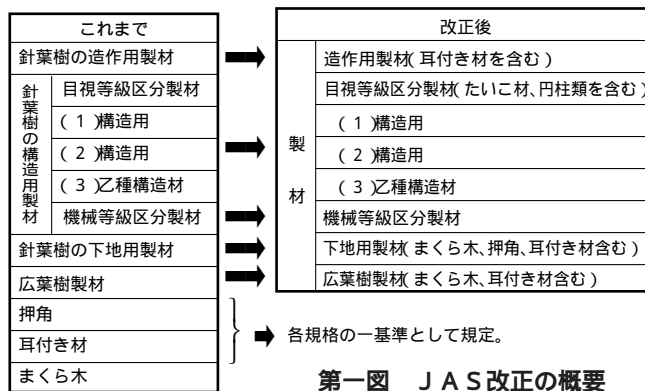 これまで
針葉樹の造作用製材
針葉樹の構造用製材
目視等級区分製材
(1)構造用
(2)構造用
(3)乙種構造材
機械等級区分製材
針葉樹の下地用製材
広葉樹製材
押角
耳付き材
まくら木
改正後
製材
造作用製材(耳付き材を含む)
目視等級区分製材(たいこ材、円柱類を含む)
(1)構造用
(2)構造用
(3)乙種構造材
機械等級区分製材
下地用製材(まくら木、押角、耳付き材含む)
広葉樹製材(まくら木、耳付き材含む)
各規格の一基準として規定。
第一図 JAS改正の概要